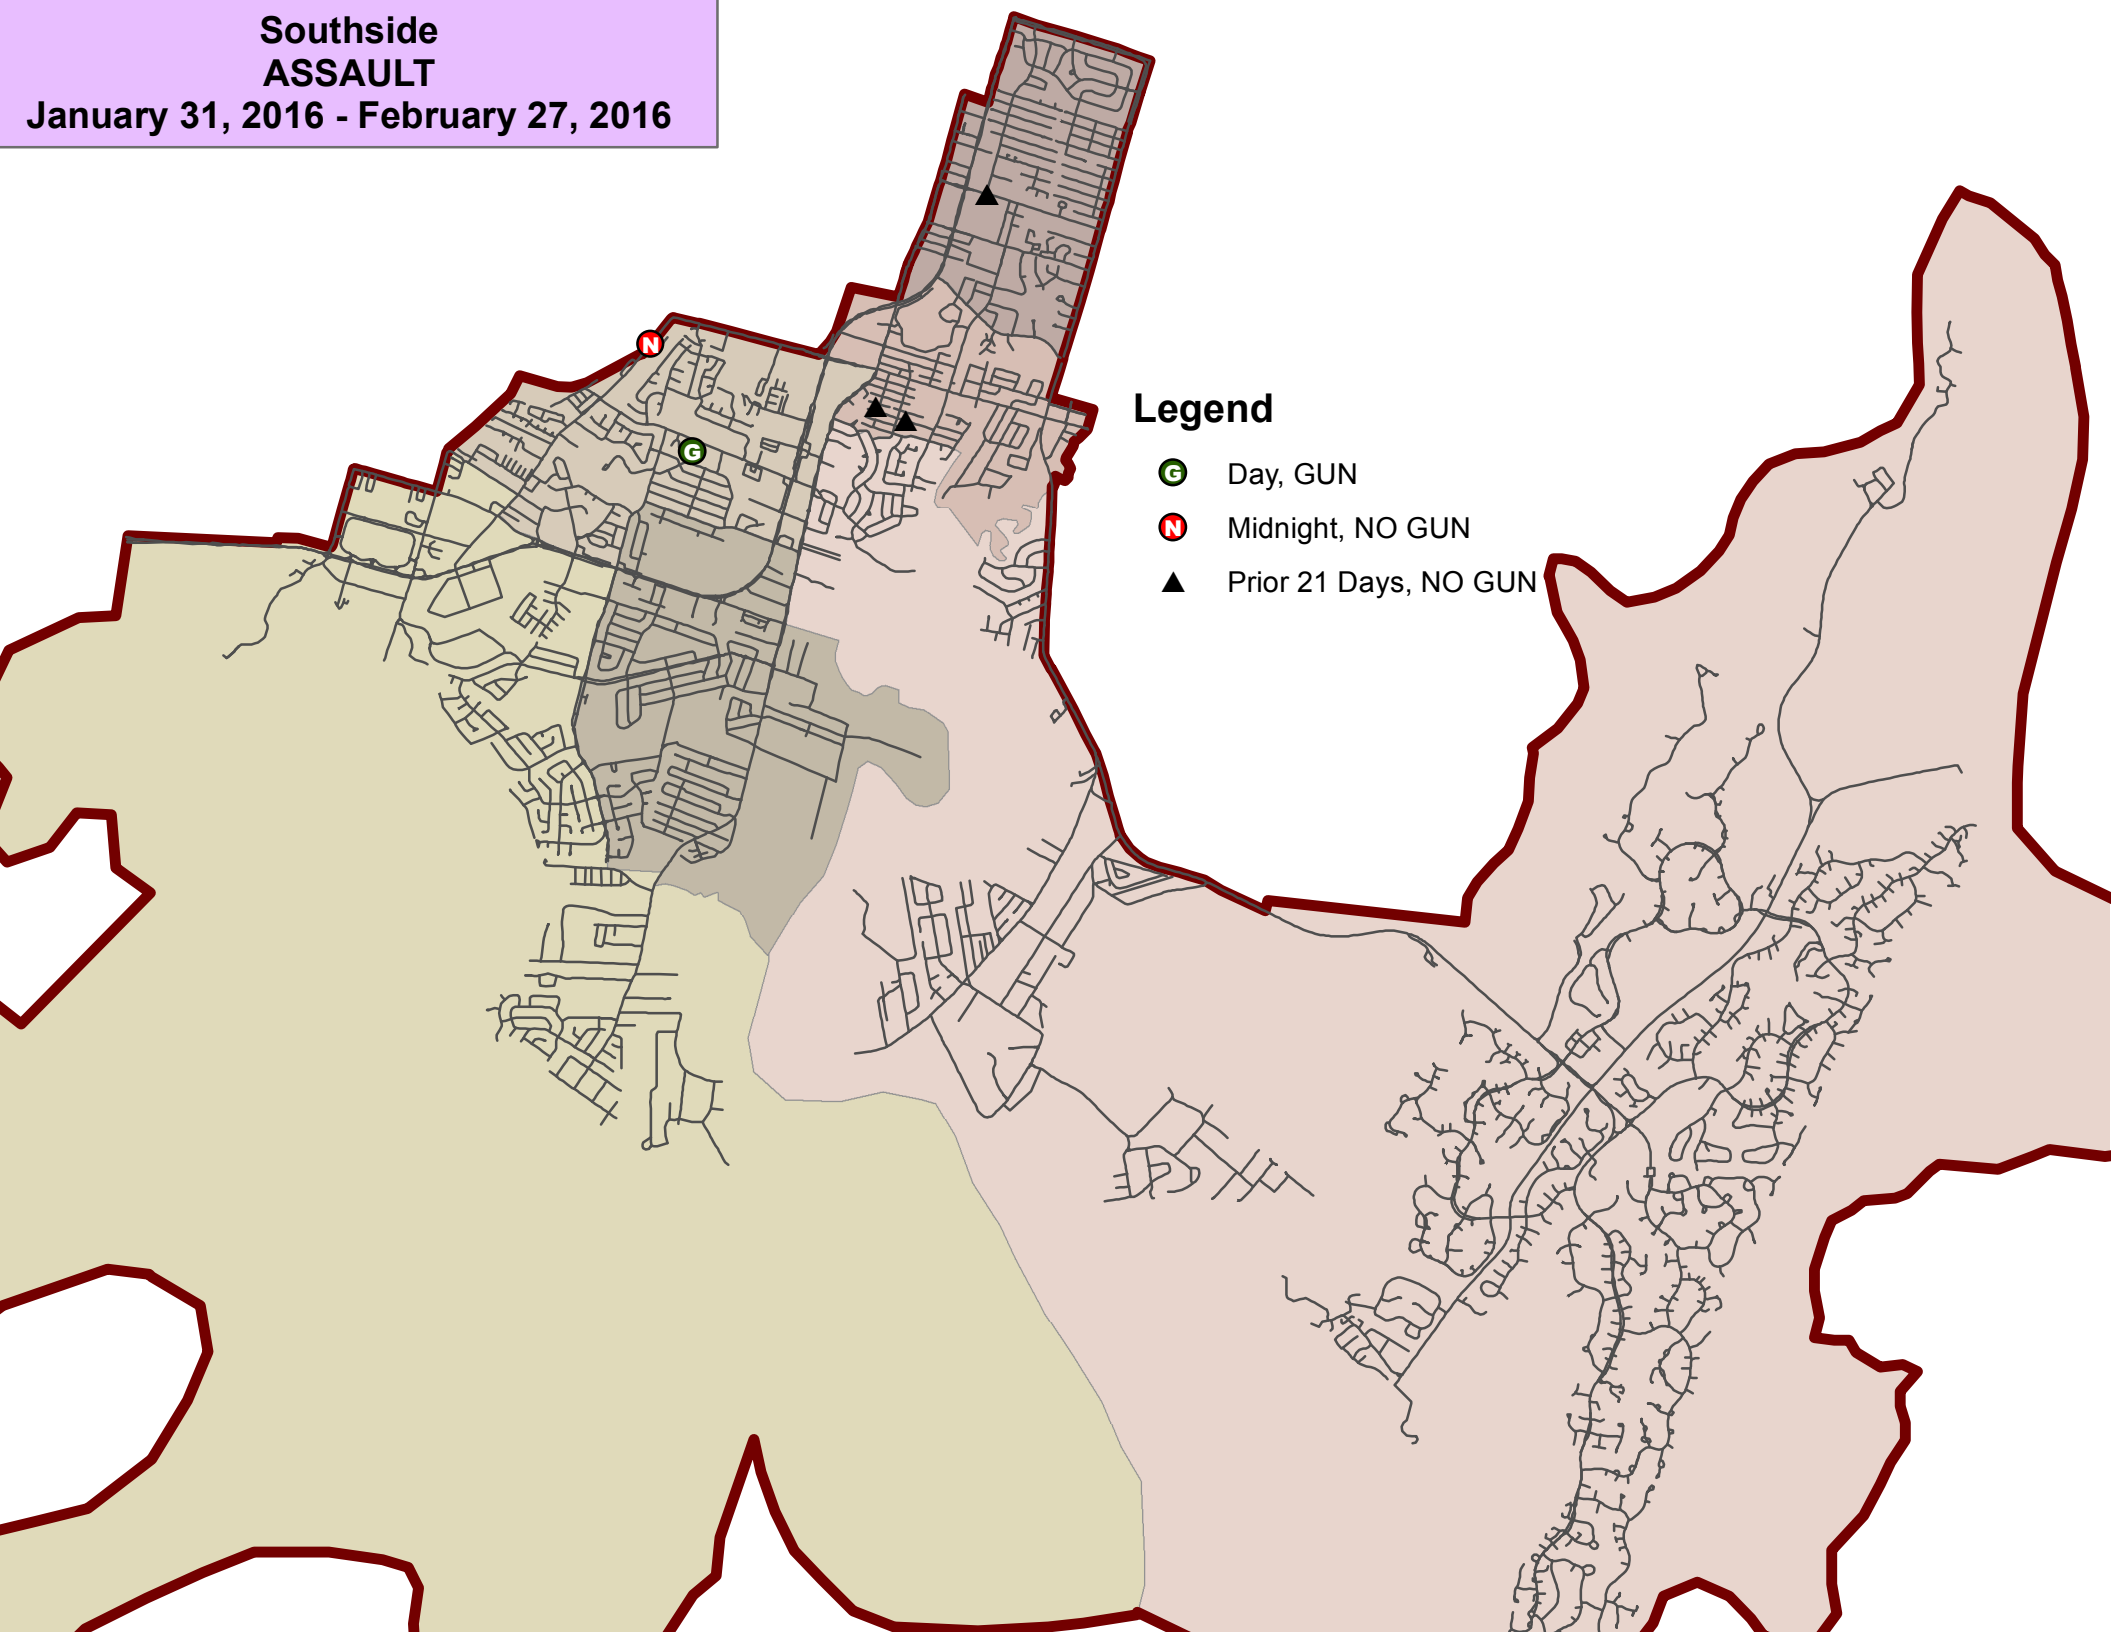 Southside
ASSAULT
January 31, 2016 - February 27, 2016
N
G
Legend
G Day, GUN
N Midnight, NO GUN
Prior 21 Days, NO GUN